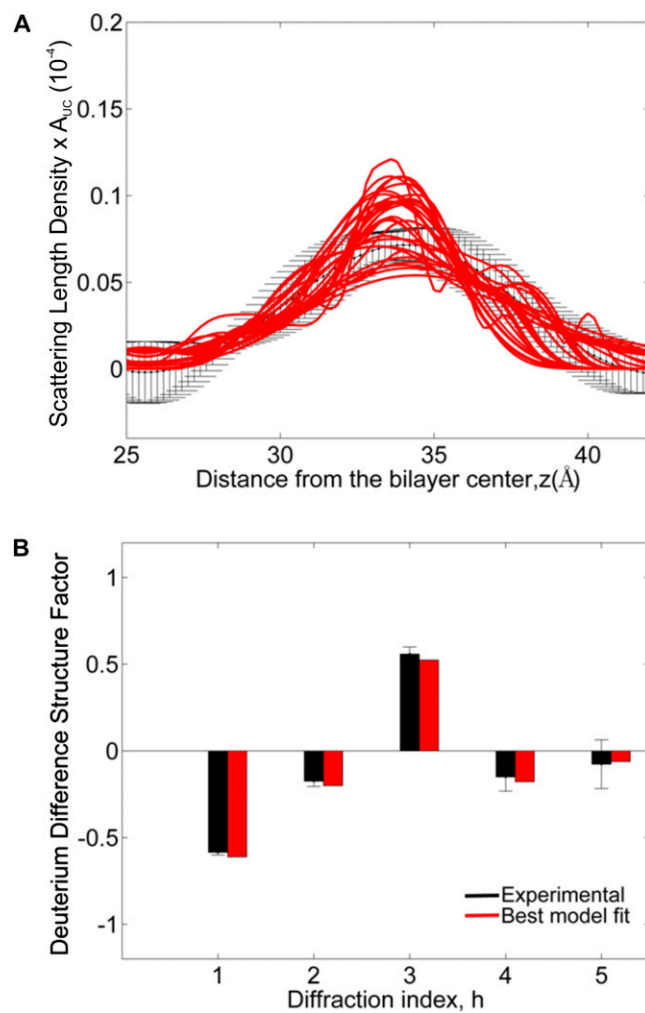 A
Scattering Length Density x A_UC (10^-4)
0.2
0.15
0.1
0.05
0
25 30 35 40
Distance from the bilayer center,z(Å)
B
Deuterium Difference Structure Factor
1
0.5
0
-0.5
-1
Experimental
Best model fit
1 2 3 4 5
Diffraction index, h